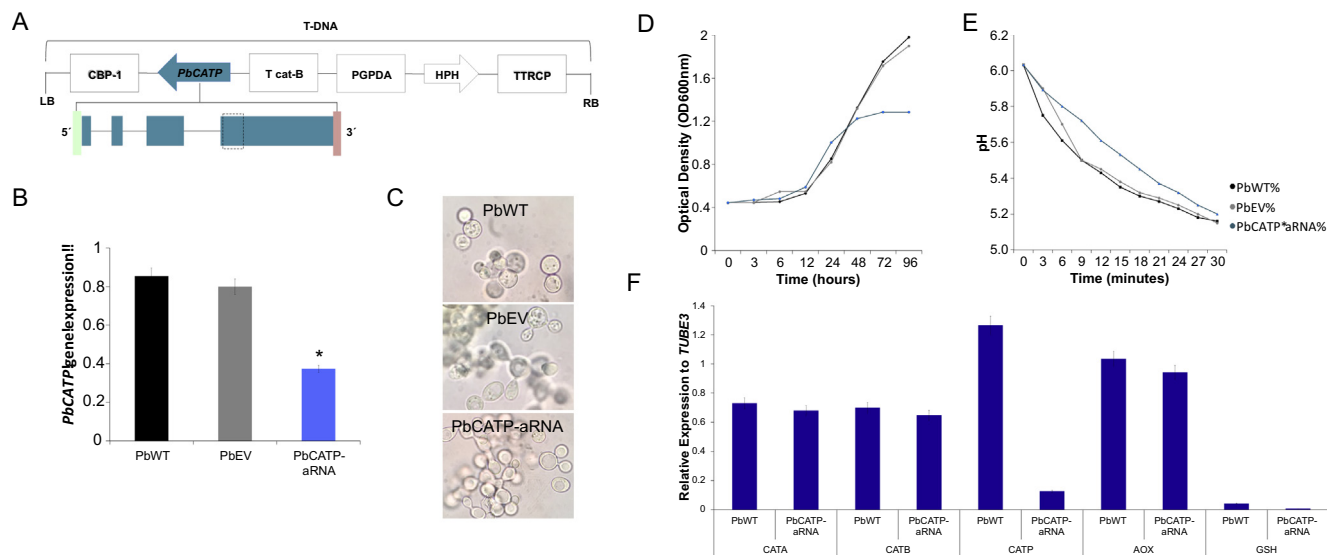 A
T-DNA
CBP-1
PbCATP
T cat-B
PGPDA
HPH
TTRCP
LB
RB
5´
3´
B
PbCATP gene expression!!
1
0.8
0.6
0.4
0.2
0
*
PbWT
PbEV
PbCATP-
aRNA
C
PbWT
PbEV
PbCATP-aRNA
D
Optical Density (OD600nm)
2
1.6
1.2
0.8
0.4
0
0 3 6 12 24 48 72 96
Time (hours)
E
pH
6.0
5.8
5.6
5.4
5.2
5.0
0 3 6 9 12 15 18 21 24 27 30
Time (minutes)
PbWT%
PbEV%
PbCATP*aRNA%
F
Relative Expression to TUBE3
1.4
1.2
1
0.8
0.6
0.4
0.2
0
PbWT PbCATP-
aRNA
PbWT PbCATP-
aRNA
PbWT PbCATP-
aRNA
PbWT PbCATP-
aRNA
PbWT PbCATP-
aRNA
CATA CATB CATP AOX GSH